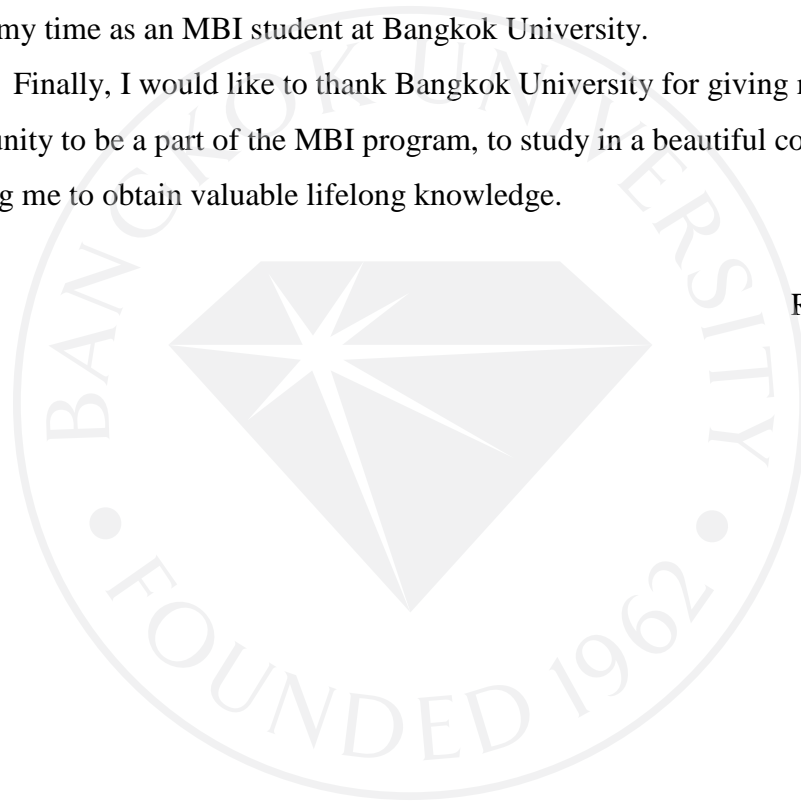 my time as an MBI student at Bangkok University.
Finally, I would like to thank Bangkok University for giving
unity to be a part of the MBI program, to study in a beautiful co
g me to obtain valuable lifelong knowledge.
R
BANGKOK UNIVERSITY
FOUNDED 1962